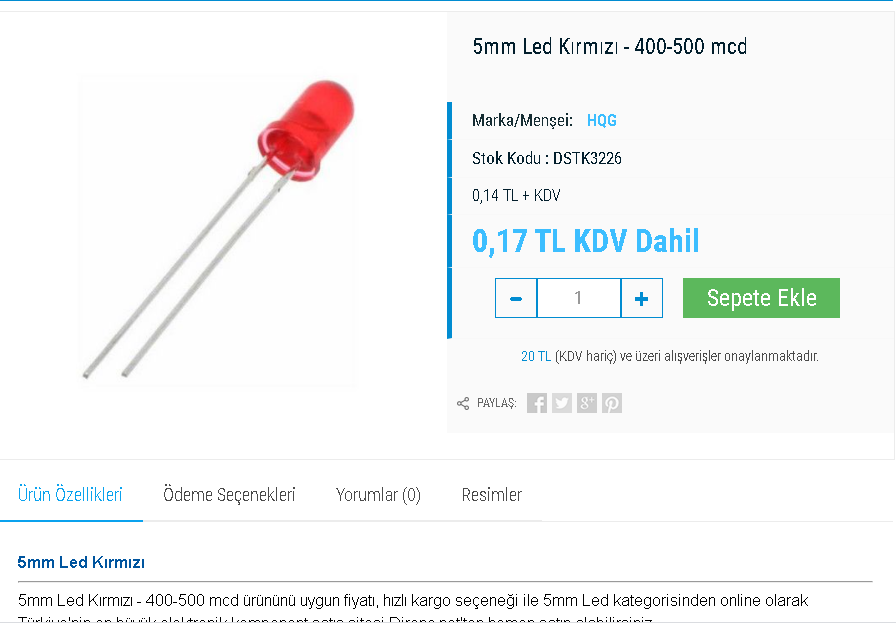 5mm Led Kırmızı - 400-500 mcd
Marka/Menşei: HQG
Stok Kodu : DSTK3226
0,14 TL + KDV
0,17 TL KDV Dahil
1
Sepete Ekle
20 TL (KDV hariç) ve üzeri alışverişler onaylanmaktadır.
PAYLAŞ:
Ürün Özellikleri Ödeme Seçenekleri Yorumlar (0) Resimler
5mm Led Kırmızı
5mm Led Kırmızı - 400-500 mcd ürününü uygun fiyatı, hızlı kargo seçeneği ile 5mm Led kategorisinden online olarak
Türkiye'nin en büyük elektronik komponent satış sitesi Direnc.net'ten hemen satın alabilirsiniz.